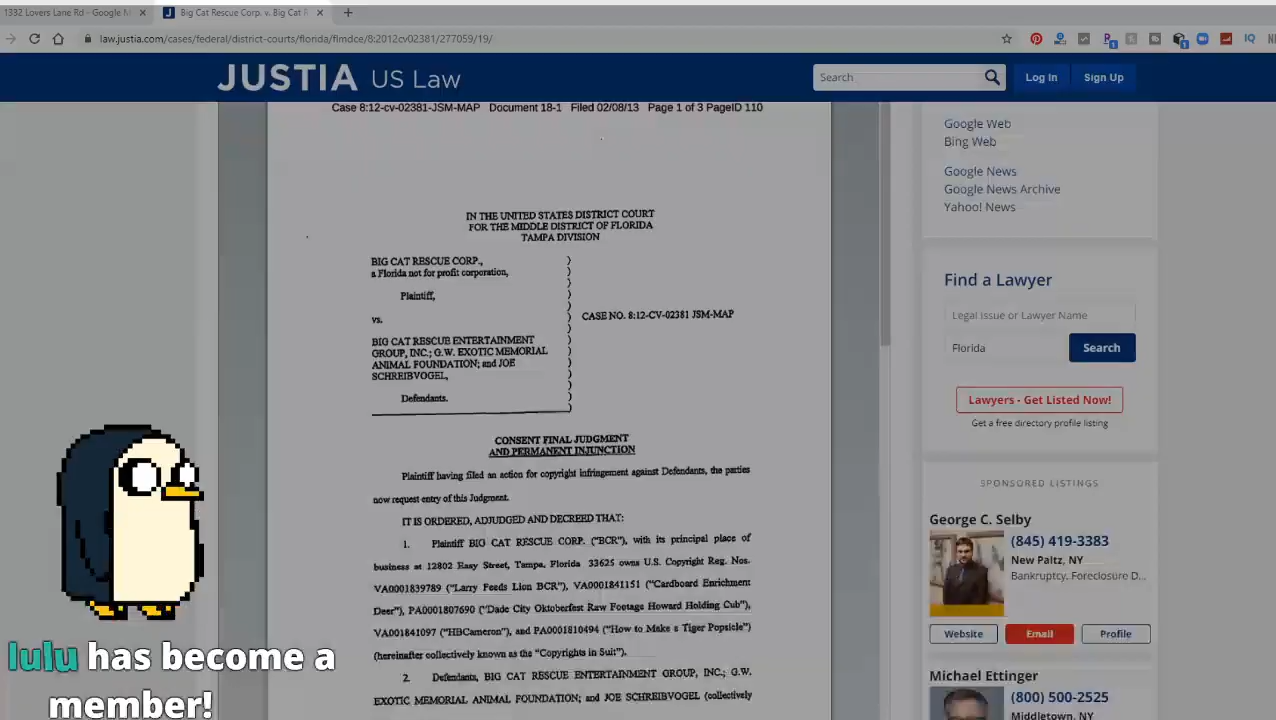 1332 Lovers Lane Rd - Google M
Big Cat Rescue Corp. v. Big Cat R
law.justia.com/cases/federal/district-courts/florida/flmdce/8:2012cv02381/277059/19/
JUSTIA US Law
Search
Log In
Sign Up
Case 8:12-cv-02381-JSM-MAP Document 18-1 Filed 02/08/13 Page 1 of 3 PageID 110
IN THE UNITED STATES DISTRICT COURT
FOR THE MIDDLE DISTRICT OF FLORIDA
TAMPA DIVISION
BIG CAT RESCUE CORP.,
a Florida not for profit corporation,
Plaintiff,
vs.
CASE NO. 8:12-CV-02381 JSM-MAP
BIG CAT RESCUE ENTERTAINMENT
GROUP, INC.; G.W. EXOTIC MEMORIAL
ANIMAL FOUNDATION; and JOE
SCHREIBVOGEL,
Defendants.
CONSENT FINAL JUDGMENT
AND PERMANENT INJUNCTION
Plaintiff having filed an action for copyright infringement against Defendants, the parties
now request entry of this Judgment.
IT IS ORDERED, ADJUDGED AND DECREED THAT:
1. Plaintiff BIG CAT RESCUE CORP. ("BCR"), with its principal place of
business at 12802 Easy Street, Tampa, Florida 33625 owns U.S. Copyright Reg. Nos.
VA0001839789 ("Larry Feeds Lion BCR"), VA0001841151 ("Cardboard Enrichment
Deer"), PA0001807690 ("Dade City Oktoberfest Raw Footage Howard Holding Cub"),
VA001841097 ("HBCameron"), and PA0001810494 ("How to Make a Tiger Popsicle")
(hereinafter collectively known as the "Copyrights in Suit").
2. Defendants, BIG CAT RESCUE ENTERTAINMENT GROUP, INC.; G.W.
EXOTIC MEMORIAL ANIMAL FOUNDATION; and JOE SCHREIBVOGEL (collectively
Google Web
Bing Web
Google News
Google News Archive
Yahoo! News
Find a Lawyer
Legal Issue or Lawyer Name
Florida
Search
Lawyers - Get Listed Now!
Get a free directory profile listing
SPONSORED LISTINGS
George C. Selby
(845) 419-3383
New Paltz, NY
Bankruptcy, Foreclosure D...
Website
Email
Profile
Michael Ettinger
(800) 500-2525
Middletown, NY
lulu has become a
member!